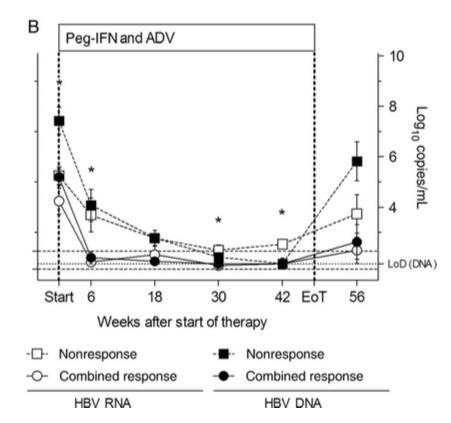 B
Peg-IFN and ADV
10
8
6
4
Log10 copies/mL
LoD (DNA)
* * * *
Start 6 18 30 42 EoT 56
Weeks after start of therapy
Nonresponse Nonresponse
Combined response Combined response
HBV RNA HBV DNA